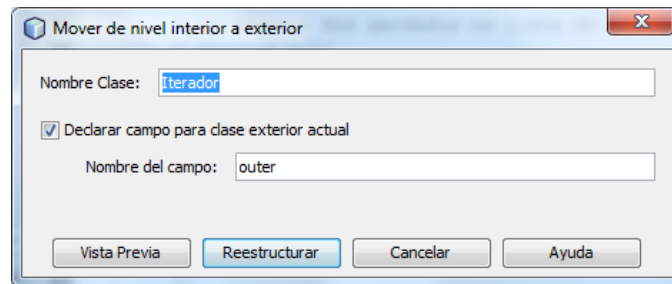 Mover de nivel interior a exterior
Nombre Clase: Iterador
Declarar campo para clase exterior actual
Nombre del campo: outer
Vista Previa Reestructurar Cancelar Ayuda